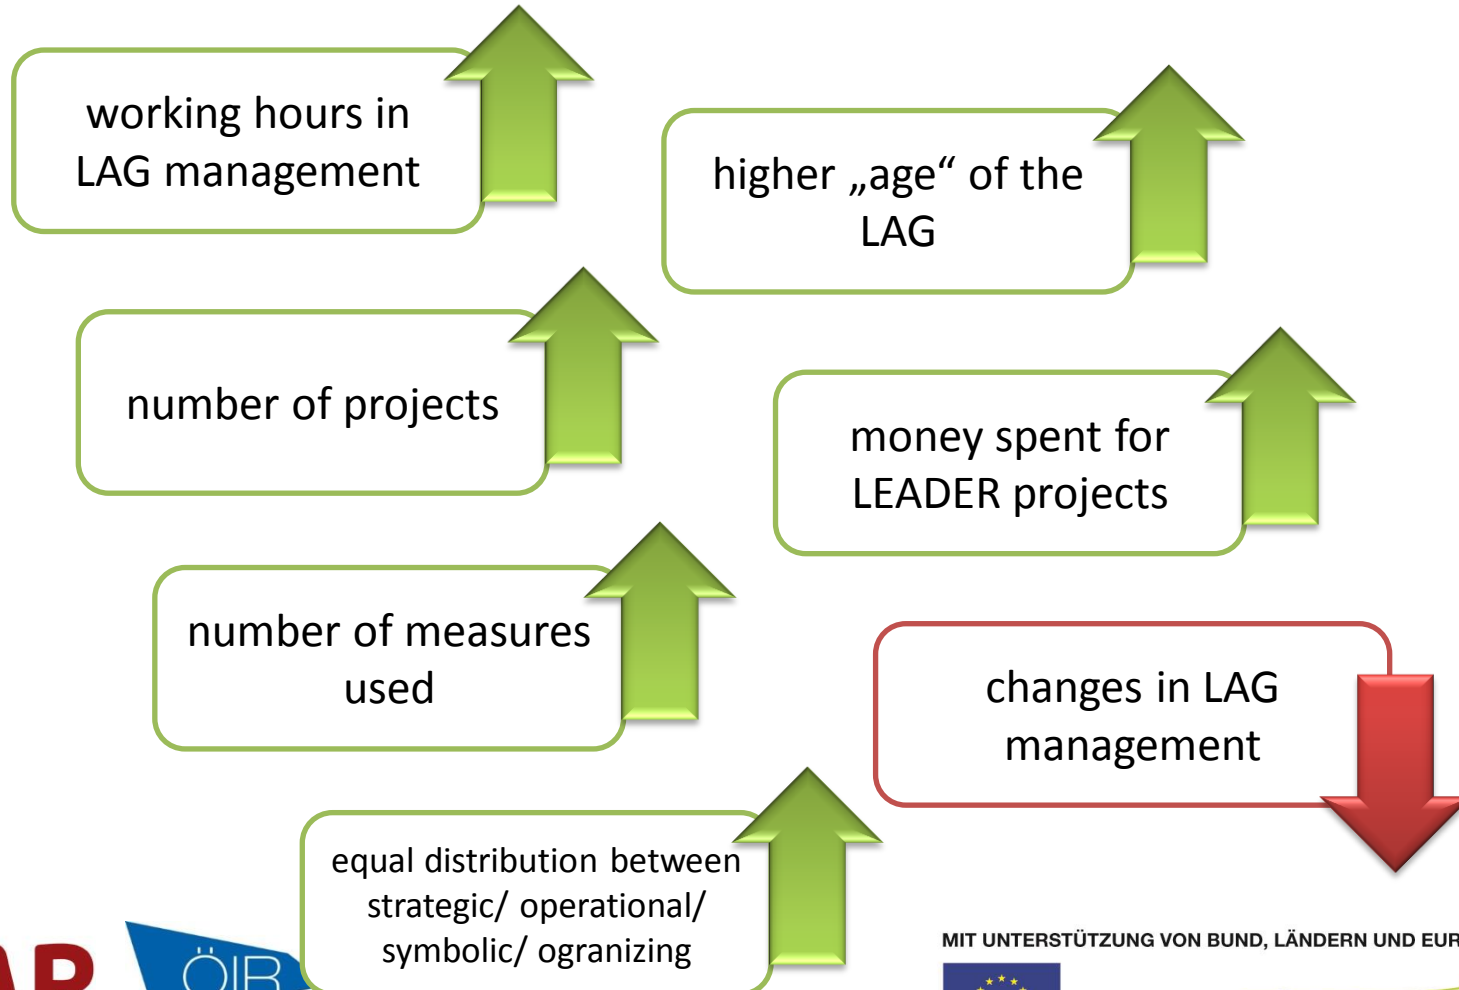 working hours in
LAG management
higher „age“ of the
LAG
number of projects
money spent for
LEADER projects
number of measures
used
changes in LAG
management
equal distribution between
strategic/ operational/
symbolic/ ogranizing
ÖIR
MIT UNTERSTÜTZUNG VON BUND, LÄNDERN UND EUR